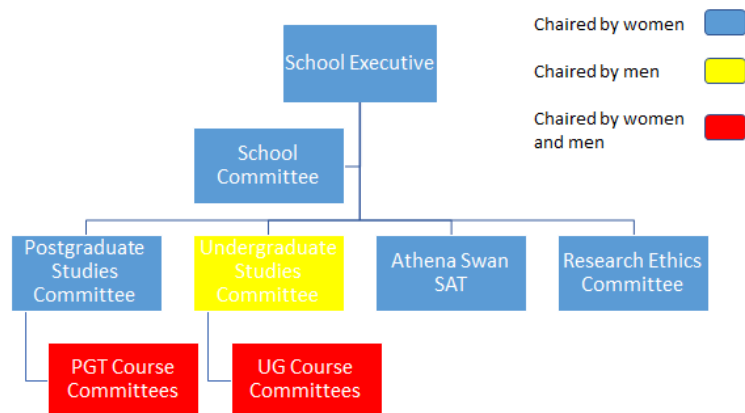 School Executive
Chaired by women
Chaired by men
Chaired by women
and men
School
Committee
Postgraduate
Studies
Committee
Undergraduate
Studies
Committee
Athena Swan
SAT
Research Ethics
Committee
PGT Course
Committees
UG Course
Committees